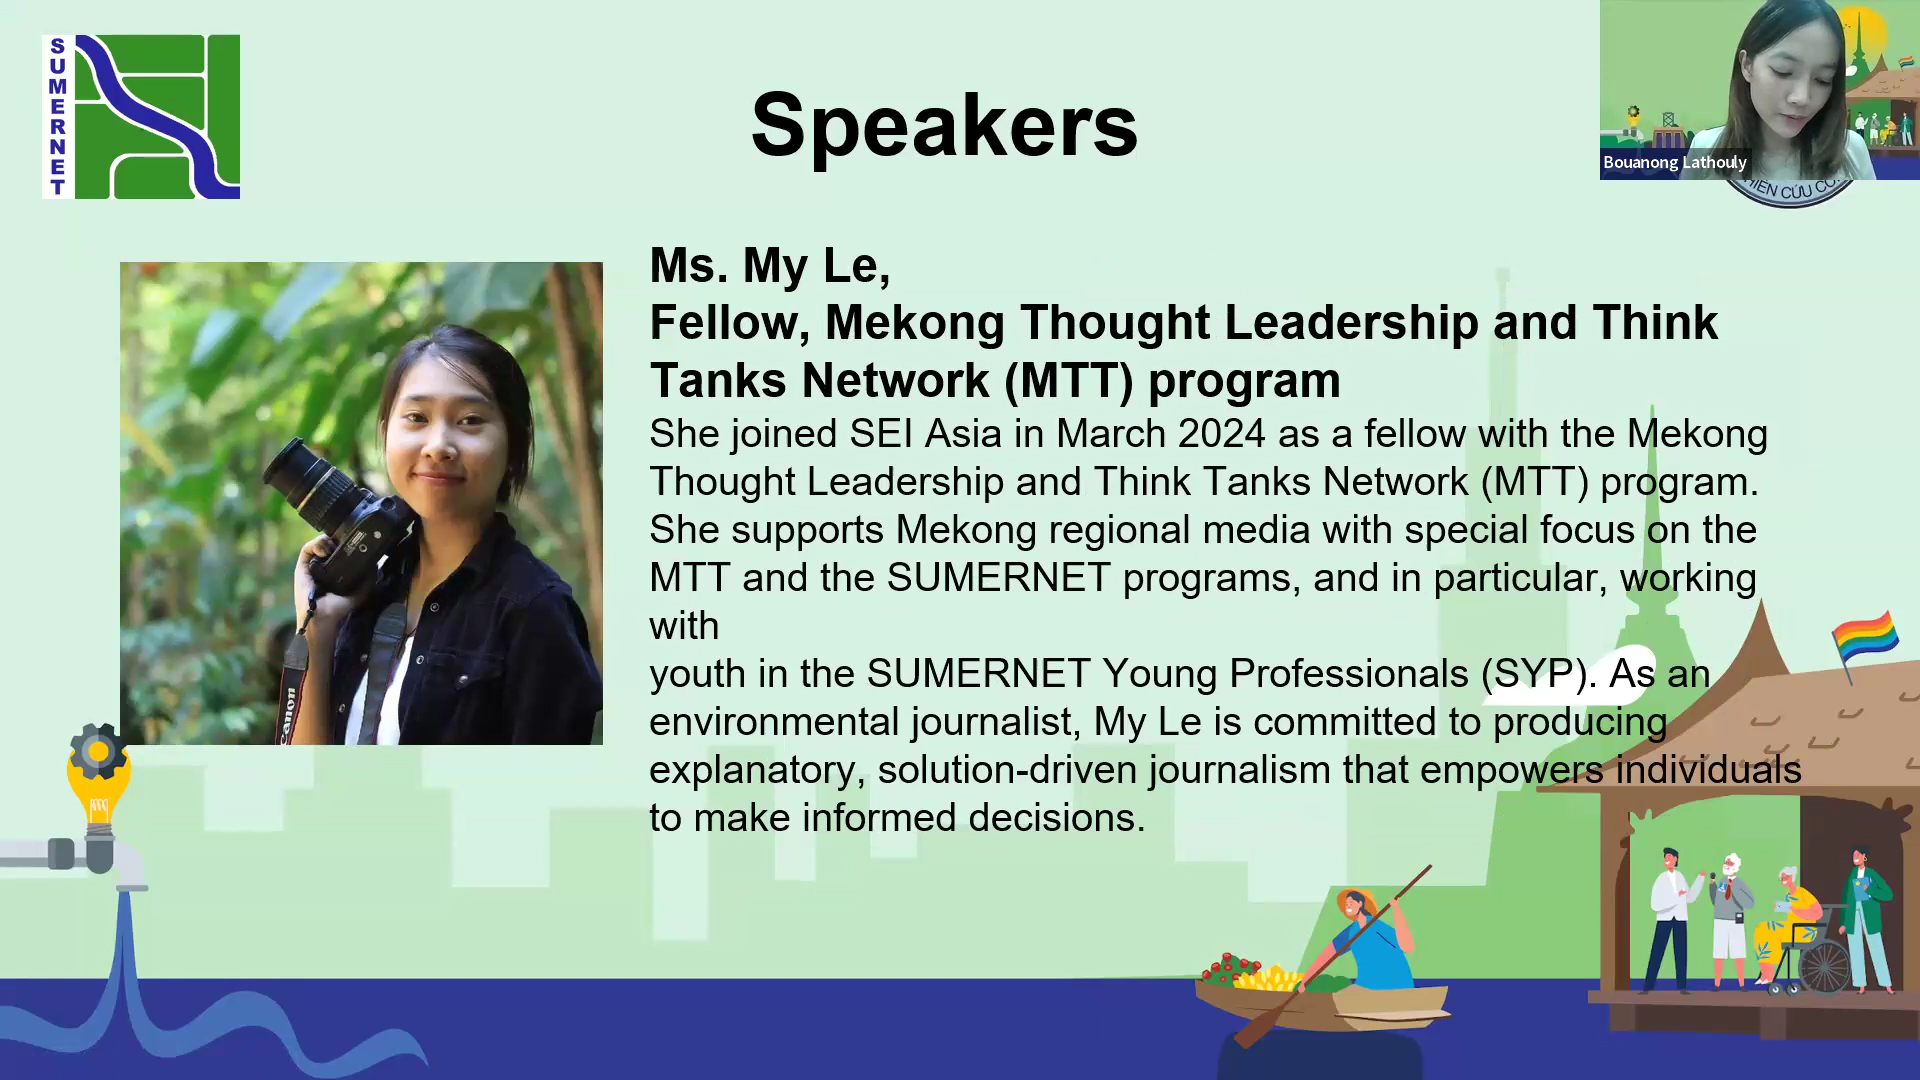 SUMERNET
Speakers
Bouanong Lathouly
CỨU
Ms. My Le,
Fellow, Mekong Thought Leadership and Think
Tanks Network (MTT) program
She joined SEI Asia in March 2024 as a fellow with the Mekong
Thought Leadership and Think Tanks Network (MTT) program.
She supports Mekong regional media with special focus on the
MTT and the SUMERNET programs, and in particular, working
with
youth in the SUMERNET Young Professionals (SYP). As an
environmental journalist, My Le is committed to producing
explanatory, solution-driven journalism that empowers individuals
to make informed decisions.
Canon